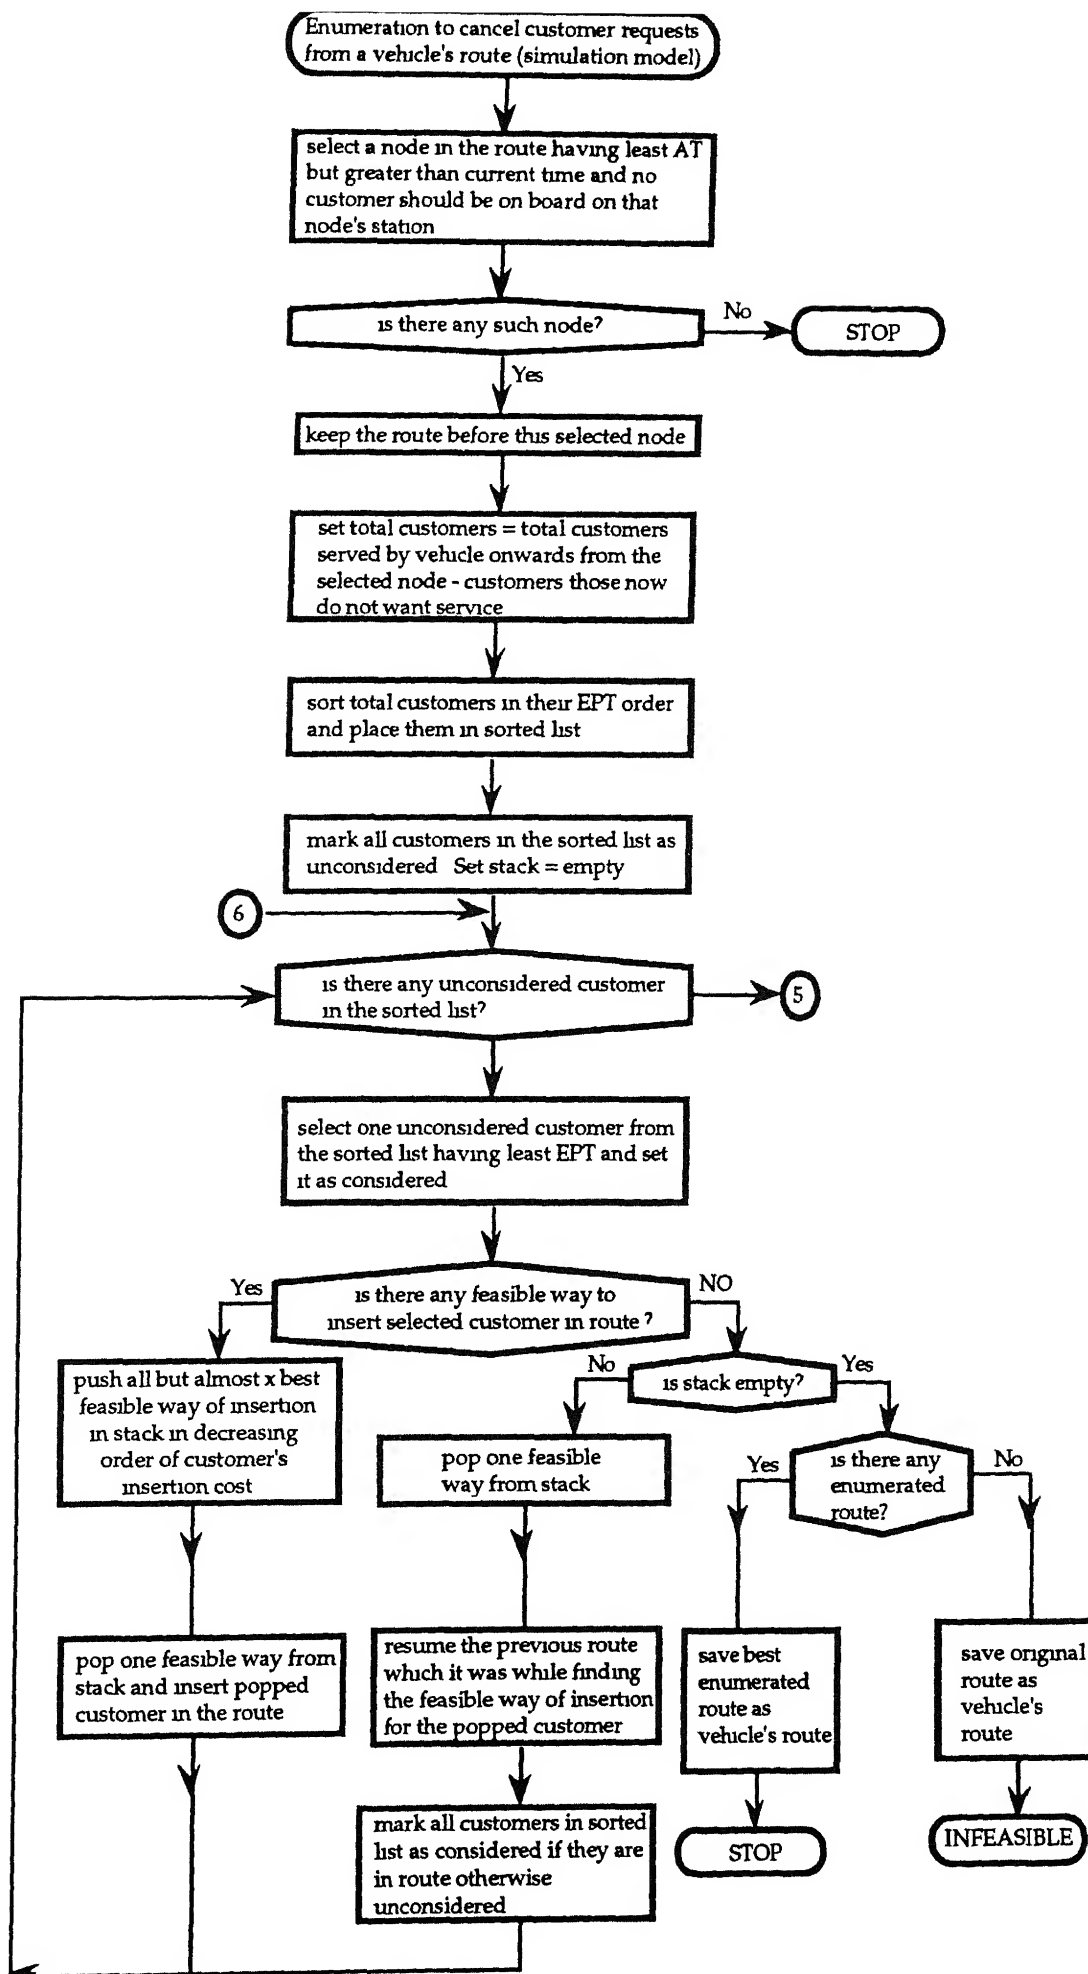 Enumeration to cancel customer requests
from a vehicle's route (simulation model)
select a node in the route having least AT
but greater than current time and no
customer should be on board on that
node's station
is there any such node?
No
STOP
Yes
keep the route before this selected node
set total customers = total customers
served by vehicle onwards from the
selected node - customers those now
do not want service
sort total customers in their EPT order
and place them in sorted list
mark all customers in the sorted list as
unconsidered Set stack = empty
6
is there any unconsidered customer
in the sorted list?
5
select one unconsidered customer from
the sorted list having least EPT and set
it as considered
Yes
is there any feasible way to
insert selected customer in route ?
NO
No
is stack empty?
Yes
push all but almost x best
feasible way of insertion
in stack in decreasing
order of customer's
insertion cost
pop one feasible
way from stack
Yes
is there any
enumerated
route?
No
pop one feasible way from
stack and insert popped
customer in the route
resume the previous route
which it was while finding
the feasible way of insertion
for the popped customer
save best
enumerated
route as
vehicle's route
save original
route as
vehicle's
route
mark all customers in sorted
list as considered if they are
in route otherwise
unconsidered
STOP
INFEASIBLE